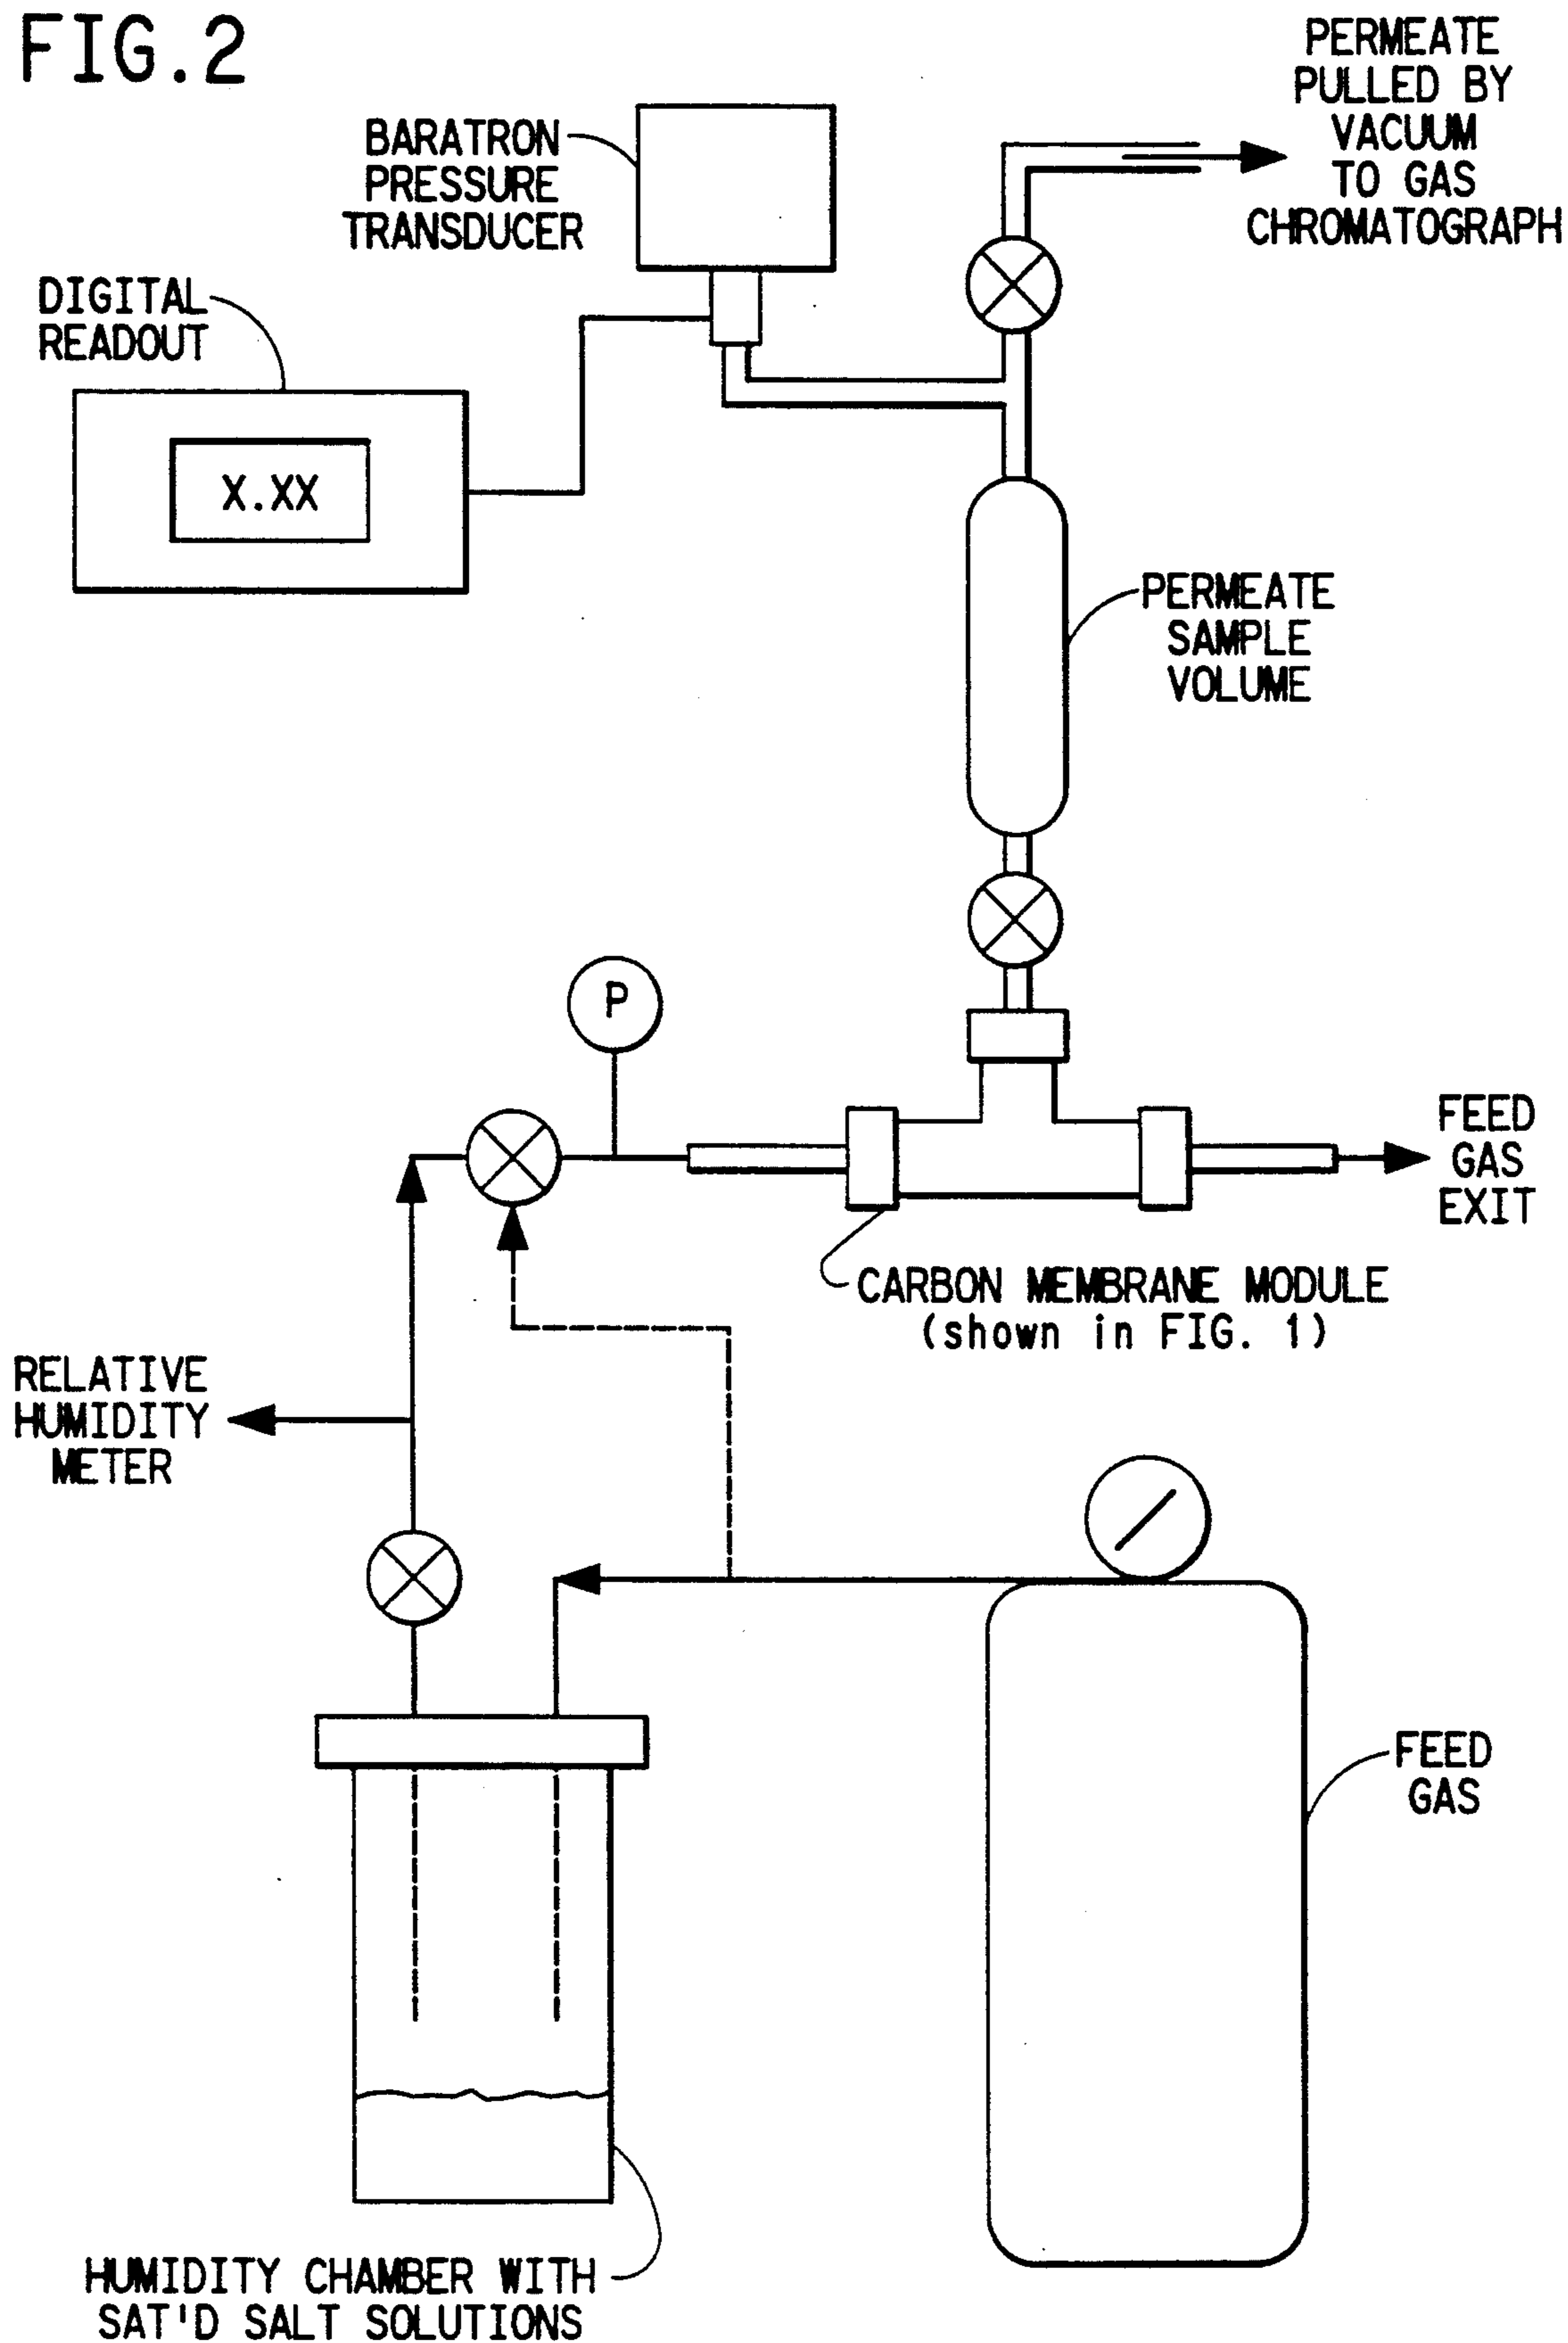 FIG.2
PERMEATE
PULLED BY
VACUUM
TO GAS
CHROMATOGRAPH
BARATRON
PRESSURE
TRANSDUCER
DIGITAL
READOUT
X.XX
PERMEATE
SAMPLE
VOLUME
P
FEED
GAS
EXIT
CARBON MEMBRANE MODULE
(shown in FIG. 1)
RELATIVE
HUMIDITY
METER
FEED
GAS
HUMIDITY CHAMBER WITH
SAT'D SALT SOLUTIONS